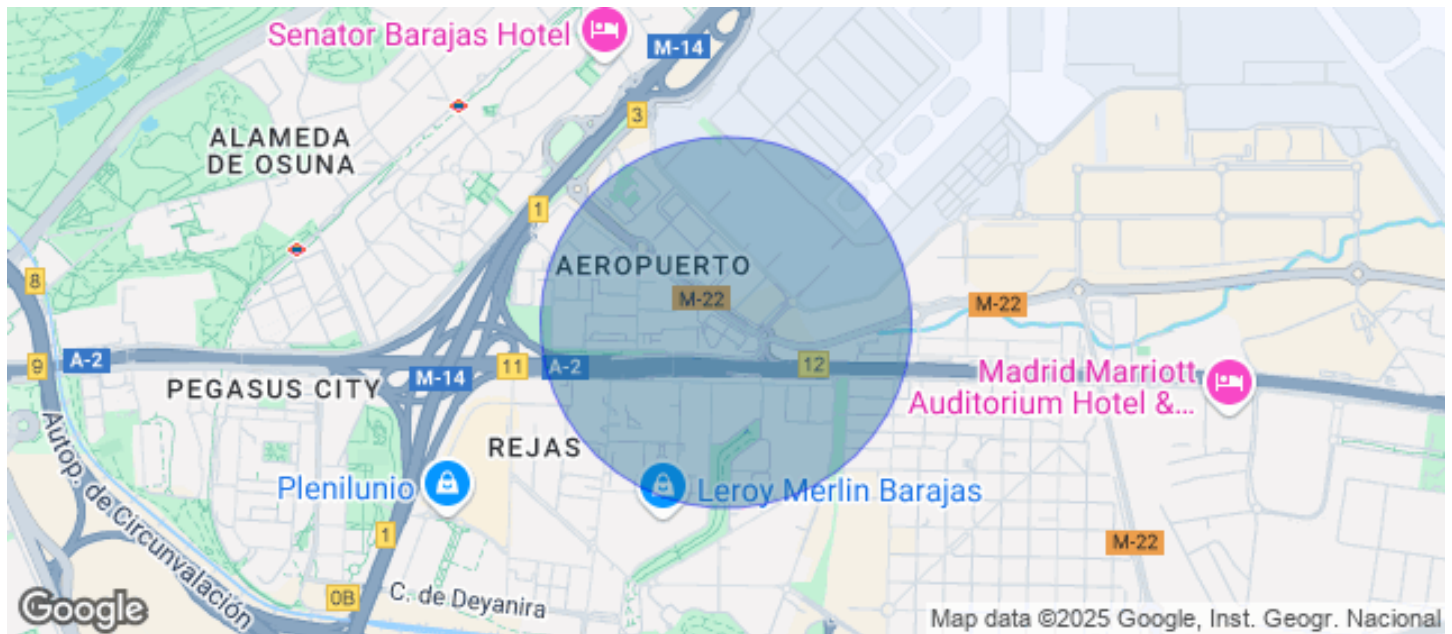 Senator Barajas Hotel
M-14
3
ALAMEDA
DE OSUNA
1
AEROPUERTO
8
M-22
M-22
9
A-2
11
A-2
12
M-14
PEGASUS CITY
Madrid Marriott
Auditorium Hotel &...
REJAS
Autop. de Circunvalación
Plenilunio
Leroy Merlin Barajas
1
M-22
0B
C. de Deyanira
Google
Map data ©2025 Google, Inst. Geogr. Nacional